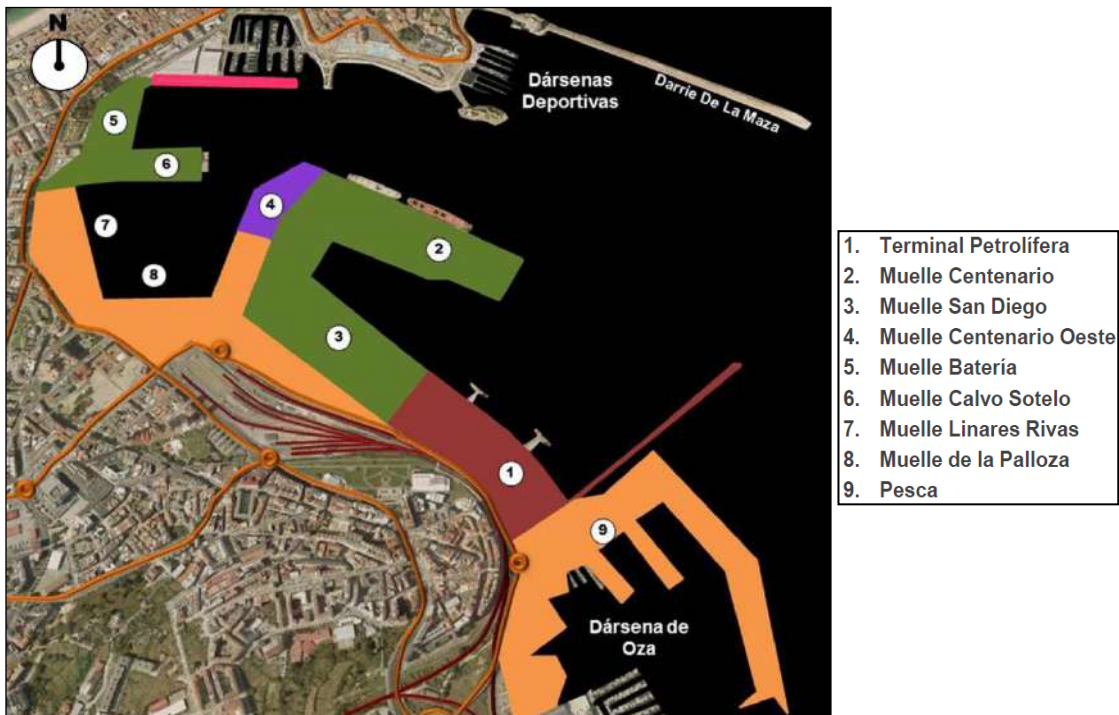 N
Dársenas
Deportivas
Darrie De La Maza
5
6
4
7
2
8
3
1
9
Dársena de
Oza
1. Terminal Petrolífera
2. Muelle Centenario
3. Muelle San Diego
4. Muelle Centenario Oeste
5. Muelle Batería
6. Muelle Calvo Sotelo
7. Muelle Linares Rivas
8. Muelle de la Palloza
9. Pesca